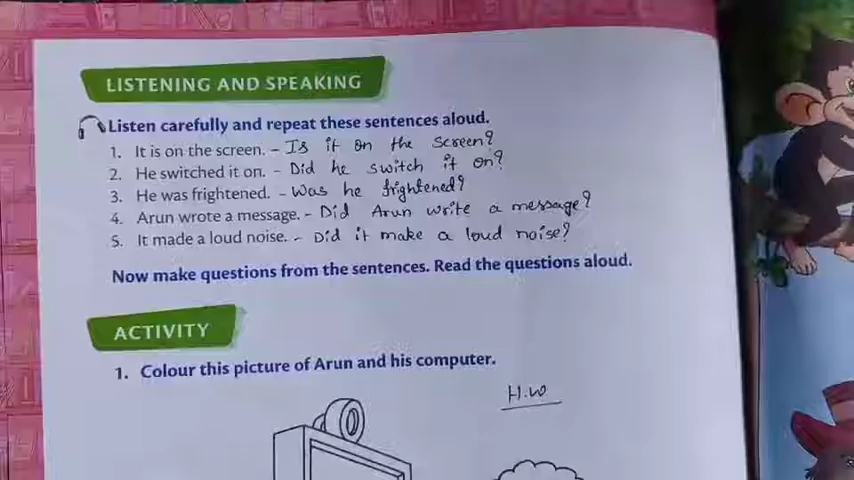 LISTENING AND SPEAKING
Listen carefully and repeat these sentences aloud.
1. It is on the screen. - Is it on the screen?
2. He switched it on. - Did he switch it on?
3. He was frightened. - Was he frightened?
4. Arun wrote a message. - Did Arun write a message?
5. It made a loud noise. - Did it make a loud noise?
Now make questions from the sentences. Read the questions aloud.
ACTIVITY
1. Colour this picture of Arun and his computer.
H.W